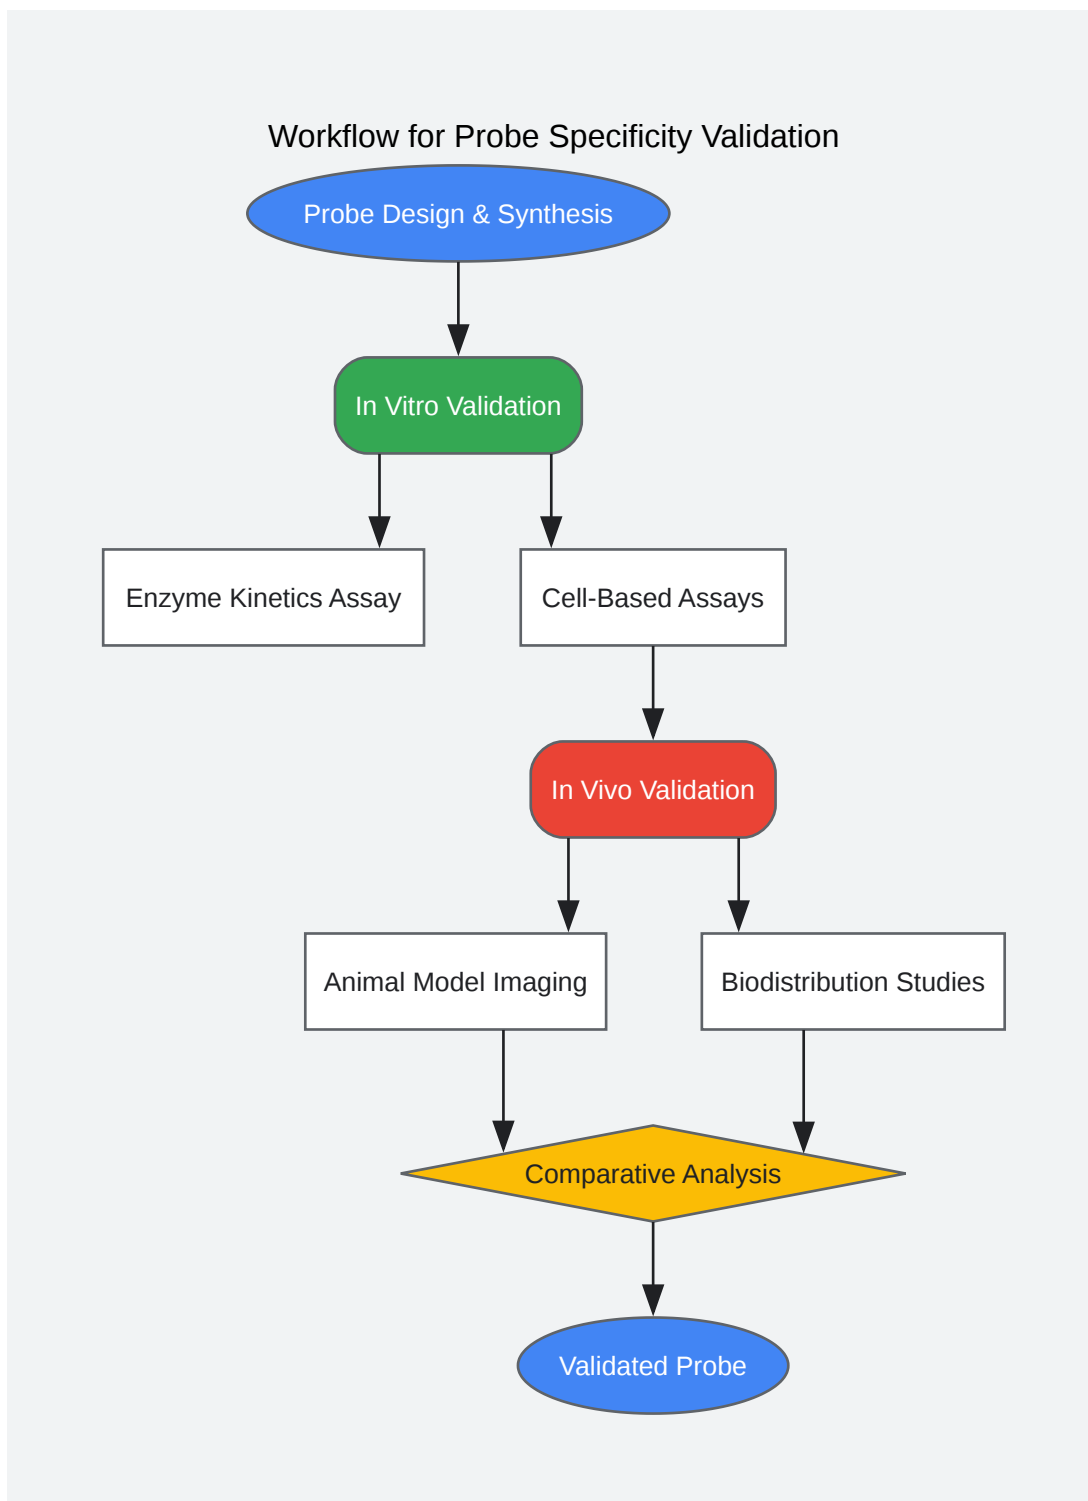 Workflow for Probe Specificity Validation
Probe Design & Synthesis
In Vitro Validation
Enzyme Kinetics Assay
Cell-Based Assays
In Vivo Validation
Animal Model Imaging
Biodistribution Studies
Comparative Analysis
Validated Probe